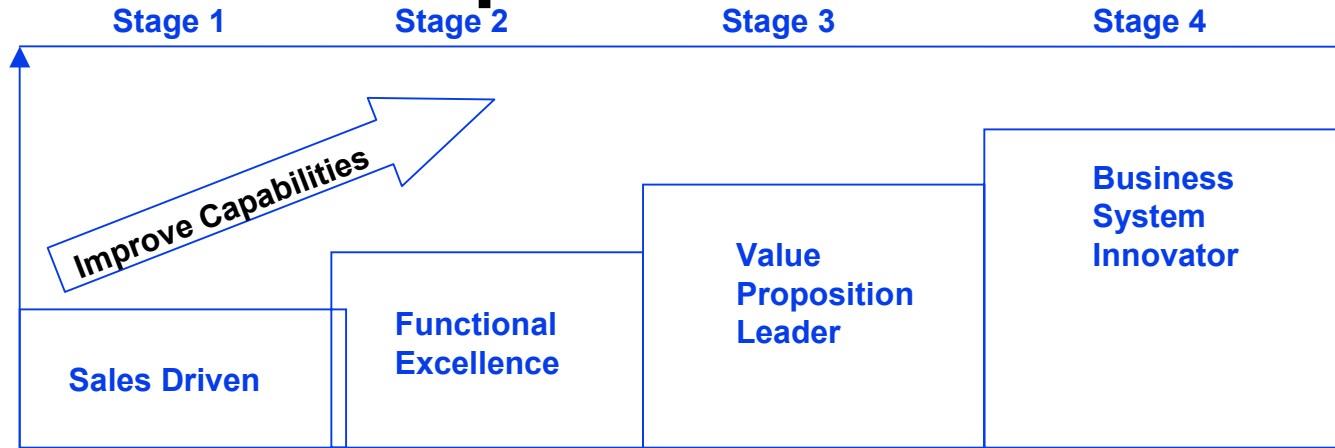 Stage 1 Stage 2 Stage 3 Stage 4
Improve Capabilities
Sales Driven
Functional
Excellence
Value
Proposition
Leader
Business
System
Innovator